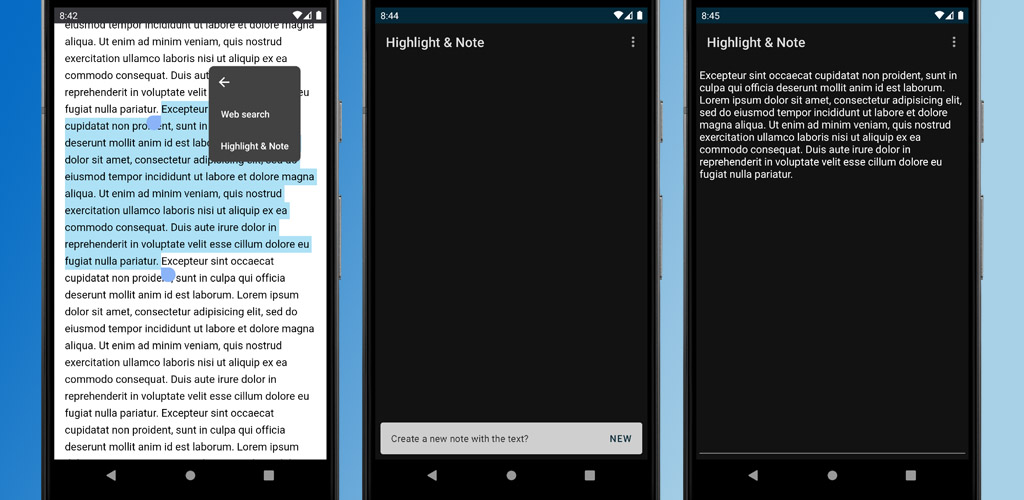 8:42
eiusmod tempor incididunt ut labore et dolore magna
aliqua. Ut enim ad minim veniam, quis nostrud
exercitation ullamco laboris nisi ut aliquip ex ea
commodo consequat. Duis aut
reprehenderit in voluptate ve eu
fugiat nulla pariatur. Excepteur
cupidatat non pro ent, sunt in
deserunt mollit anim id est labo
dolor sit amet, consectetur adipiscing elit, sed do
eiusmod tempor incididunt ut labore et dolore magna
aliqua. Ut enim ad minim veniam, quis nostrud
exercitation ullamco laboris nisi ut aliquip ex ea
commodo consequat. Duis aute irure dolor in
reprehenderit in voluptate velit esse cillum dolore eu
fugiat nulla pariatur. Excepteur sint occaecat
cupidatat non proide , sunt in culpa qui officia
deserunt mollit anim id est laborum. Lorem ipsum
dolor sit amet, consectetur adipisicing elit, sed do
eiusmod tempor incididunt ut labore et dolore magna
aliqua. Ut enim ad minim veniam, quis nostrud
exercitation ullamco laboris nisi ut aliquip ex ea
commodo consequat. Duis aute irure dolor in
reprehenderit in voluptate velit esse cillum dolore eu
fugiat nulla pariatur. Excepteur sint occaecat
cupidatat non proident, sunt in culpa qui officia
deserunt mollit anim id est laborum. Lorem ipsum
Web search
Highlight & Note
8:44
Highlight & Note
Create a new note with the text? NEW
8:45
Highlight & Note
Excepteur sint occaecat cupidatat non proident, sunt in
culpa qui officia deserunt mollit anim id est laborum.
Lorem ipsum dolor sit amet, consectetur adipisicing elit,
sed do eiusmod tempor incididunt ut labore et dolore
magna aliqua. Ut enim ad minim veniam, quis nostrud
exercitation ullamco laboris nisi ut aliquip ex ea
commodo consequat. Duis aute irure dolor in
reprehenderit in voluptate velit esse cillum dolore eu
fugiat nulla pariatur.